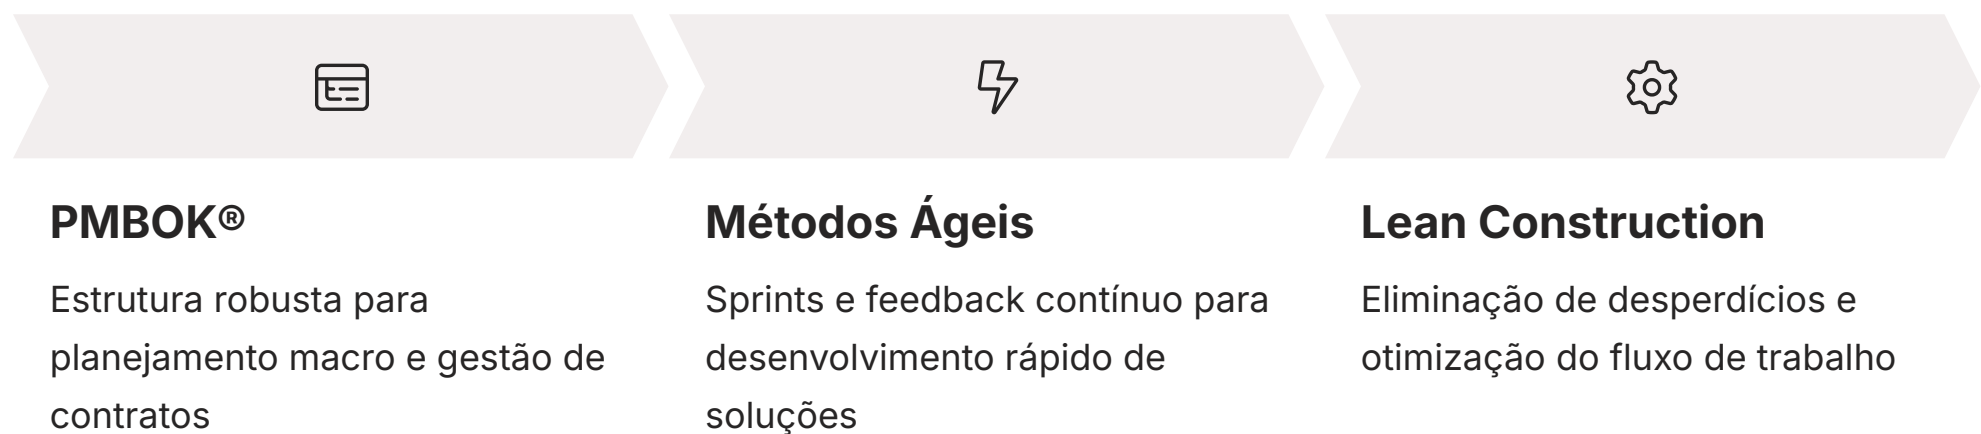 PMBOK®
Estrutura robusta para
planejamento macro e gestão de
contratos
Métodos Ágeis
Sprints e feedback contínuo para
desenvolvimento rápido de
soluções
Lean Construction
Eliminação de desperdícios e
otimização do fluxo de trabalho